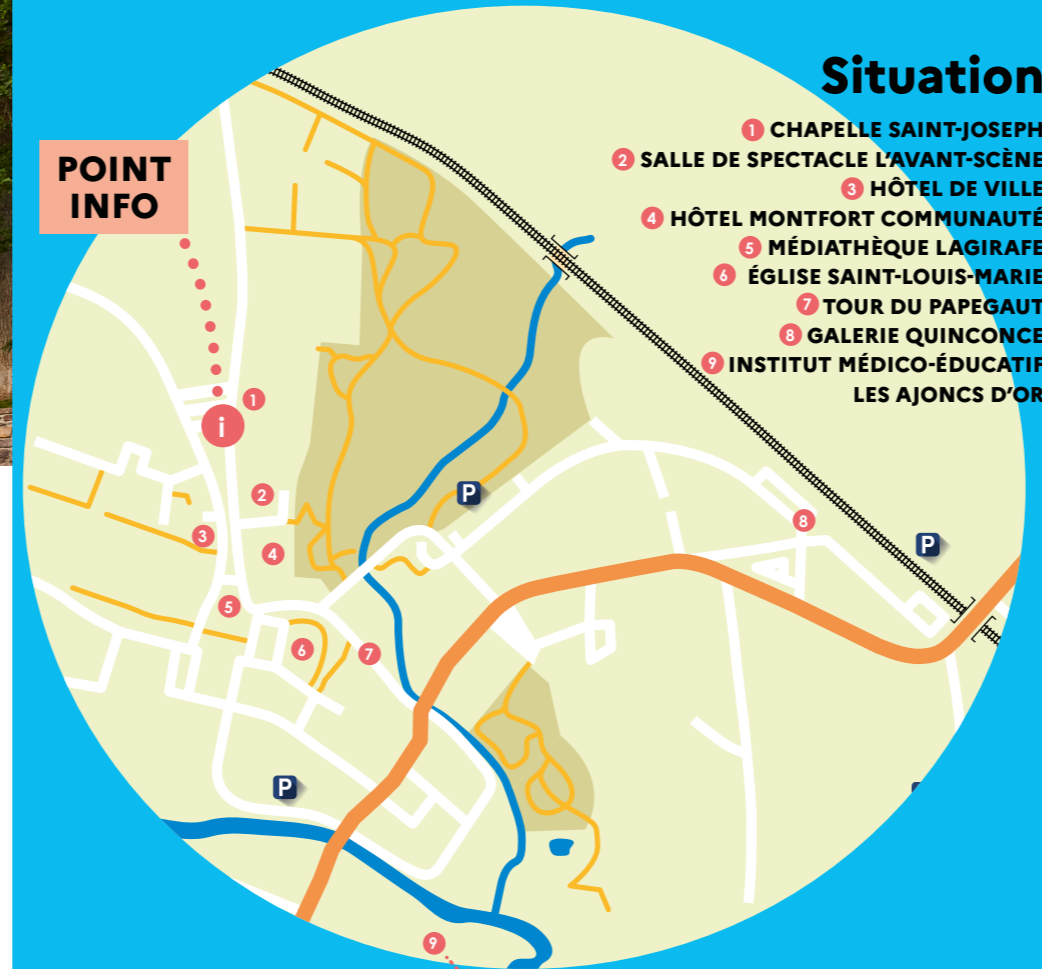 Situation
1 CHAPELLE SAINT-JOSEPH
2 SALLE DE SPECTACLE L'AVANT-SCÈNE
3 HÔTEL DE VILLE
4 HÔTEL MONTFORT COMMUNAUTÉ
5 MÉDIATHÈQUE LAGIRAFE
6 ÉGLISE SAINT-LOUIS-MARIE
7 TOUR DU PAPEGAUT
8 GALERIE QUINCONCE
9 INSTITUT MÉDICO-ÉDUCATIF
LES AJONCS D'OR
POINT
INFO
1
i
2
P
8
3
4
P
5
6
7
P
P
9